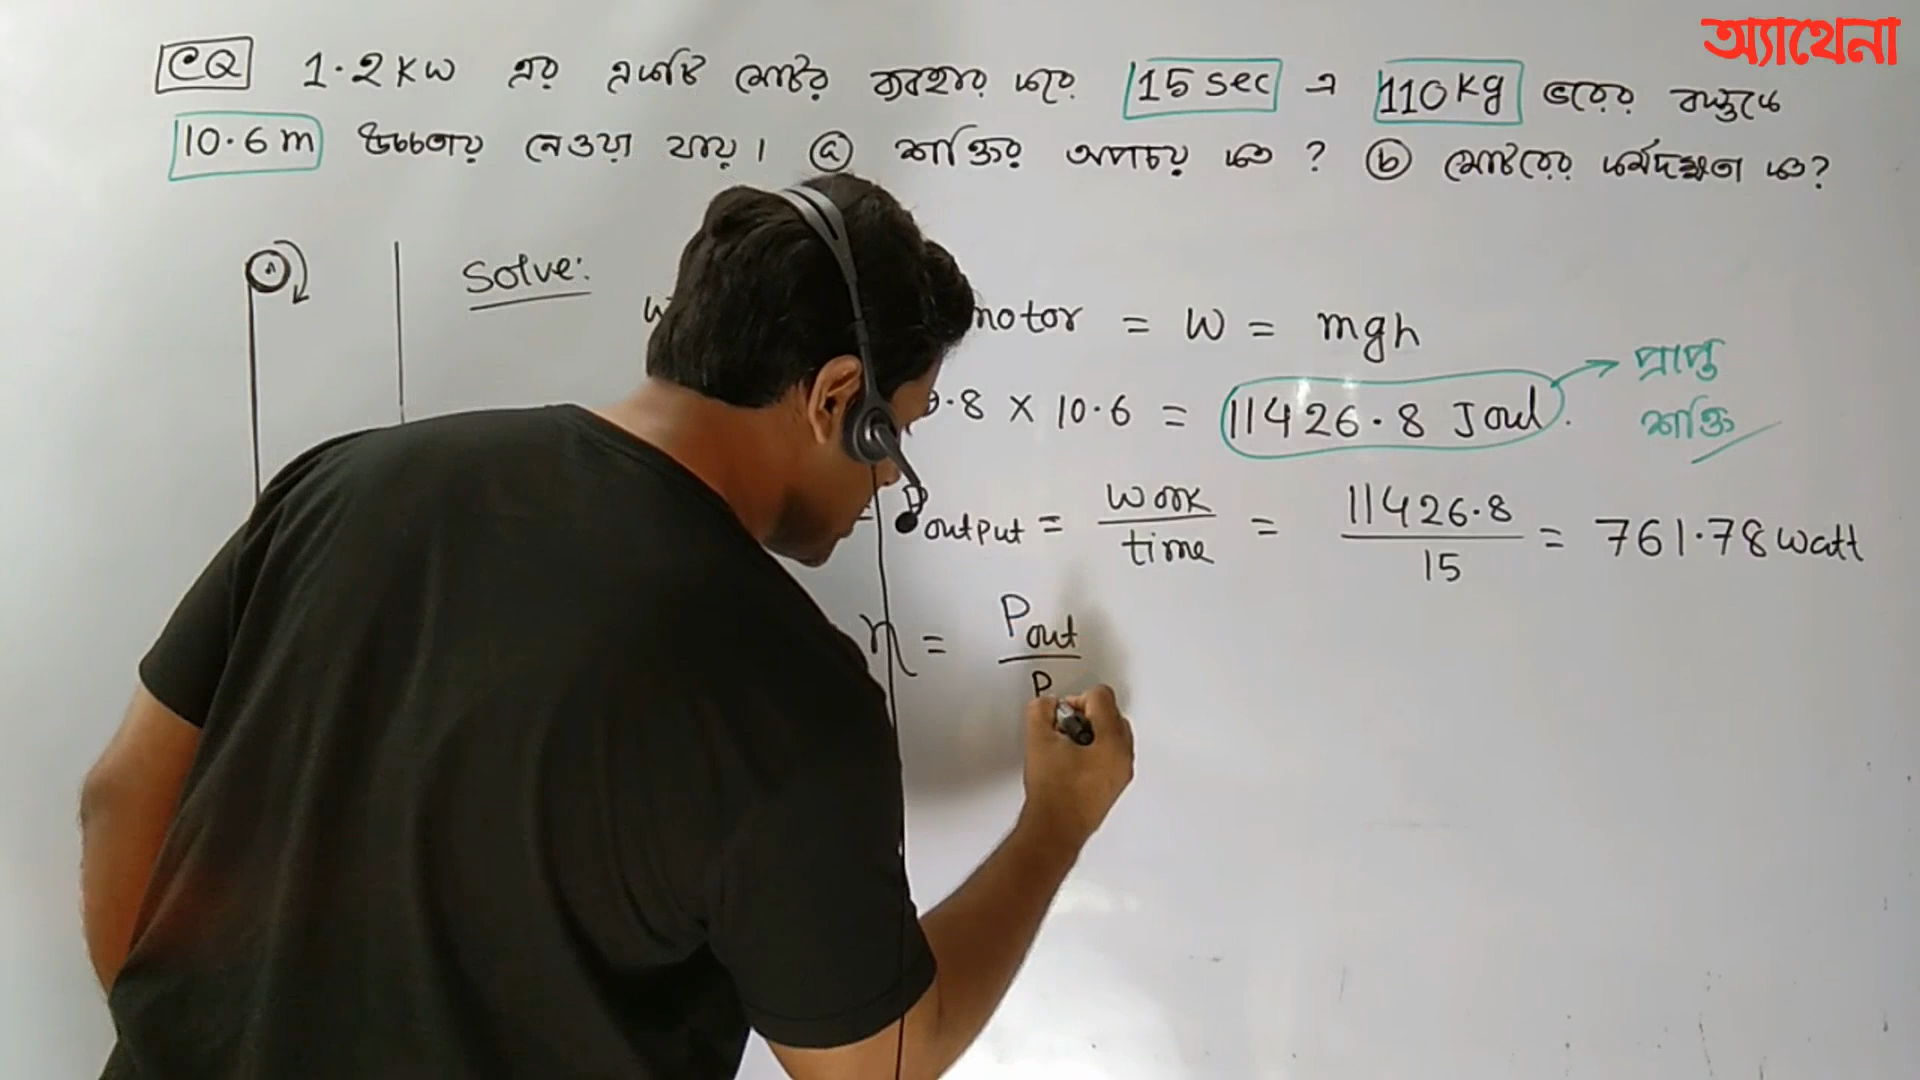 অ্যাথেনা
CQ 1.2 KW এর একটি মোটর ব্যবহার করে 15 sec এ 110 kg ভরের বস্তুকে
10.6 m উচ্চতায় নেওয়া যায়। ⓐ শক্তির অপচয় কত ? ⓑ মোটরের কর্মদক্ষতা কত ?
Solve:
motor = W = mgh
.8 × 10.6 = 11426.8 Joul. প্রাপ্ত
শক্তি
output = work/time = 11426.8/15 = 761.78 watt
η = Pout/P